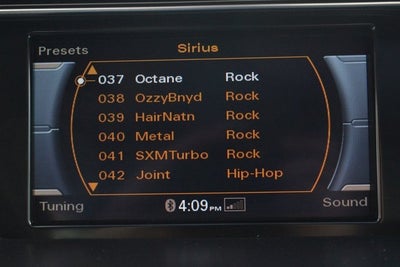 Presets Sirius
037 Octane Rock
038 OzzyBnyd Rock
039 HairNatn Rock
040 Metal Rock
041 SXMTurbo Rock
042 Joint Hip-Hop
Tuning 4:09PM Sound